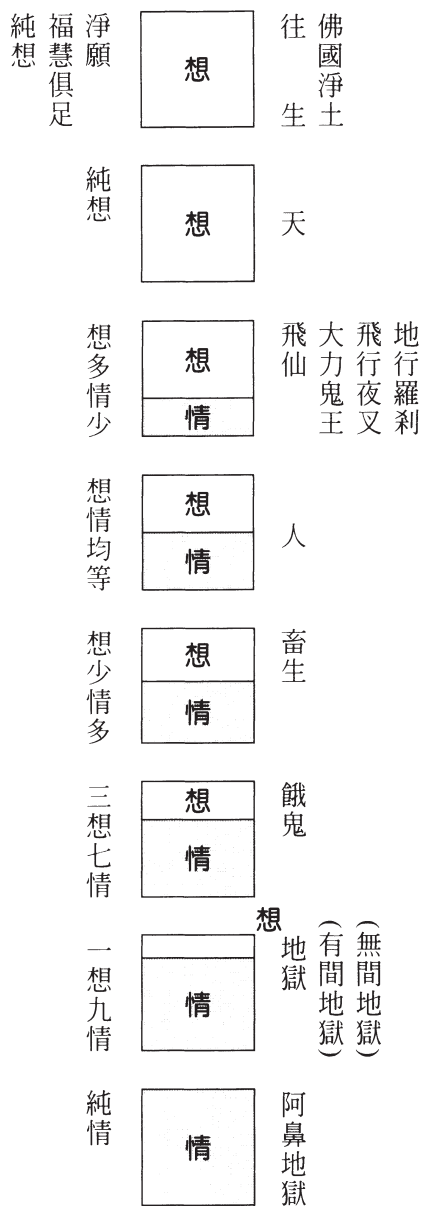 佛國淨土
往生
想
淨願
福慧俱足
純想
天
想
純想
地行羅剎
飛行夜叉
大力鬼王
飛仙
想
情
想多情少
人
想
情
想情均等
畜生
想
情
想少情多
餓鬼
想
情
三想七情
(無間地獄)
(有間地獄)
地獄
想
情
一想九情
阿鼻地獄
情
純情